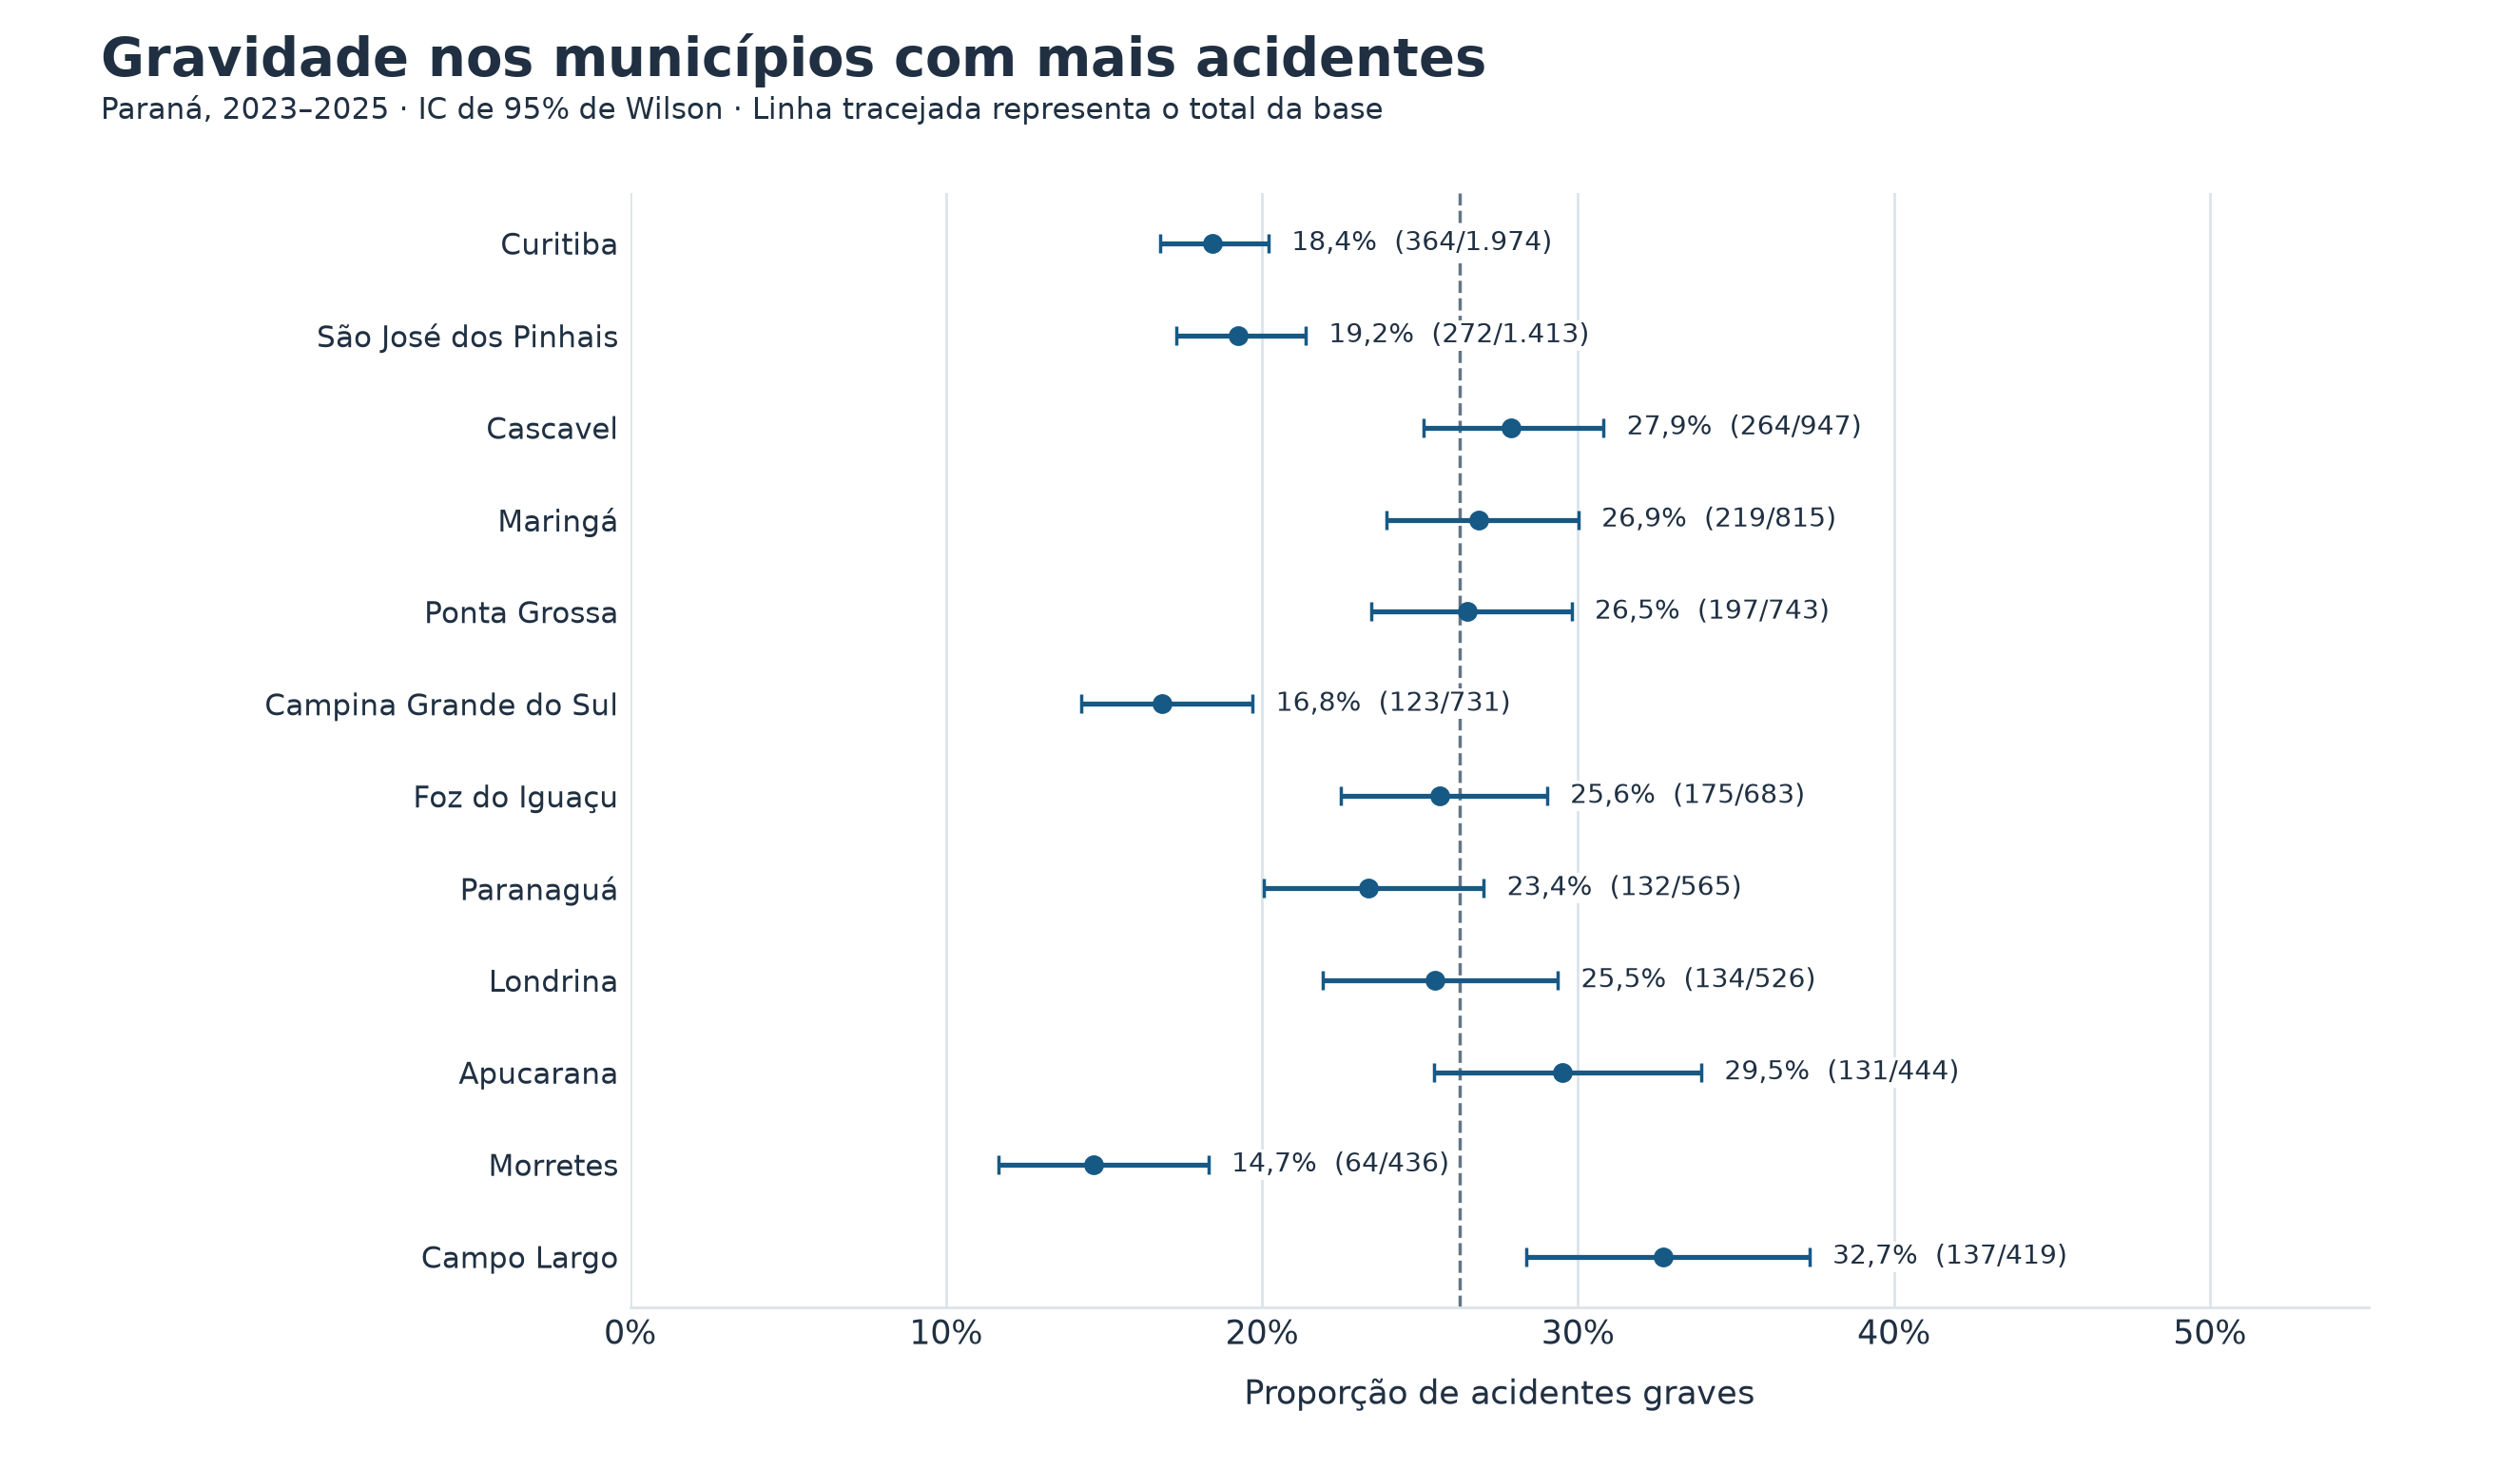 Gravidade nos municípios com mais acidentes
Paraná, 2023–2025 · IC de 95% de Wilson · Linha tracejada representa o total da base
Curitiba 18,4% (364/1.974)
São José dos Pinhais 19,2% (272/1.413)
Cascavel 27,9% (264/947)
Maringá 26,9% (219/815)
Ponta Grossa 26,5% (197/743)
Campina Grande do Sul 16,8% (123/731)
Foz do Iguaçu 25,6% (175/683)
Paranaguá 23,4% (132/565)
Londrina 25,5% (134/526)
Apucarana 29,5% (131/444)
Morretes 14,7% (64/436)
Campo Largo 32,7% (137/419)
0% 10% 20% 30% 40% 50%
Proporção de acidentes graves